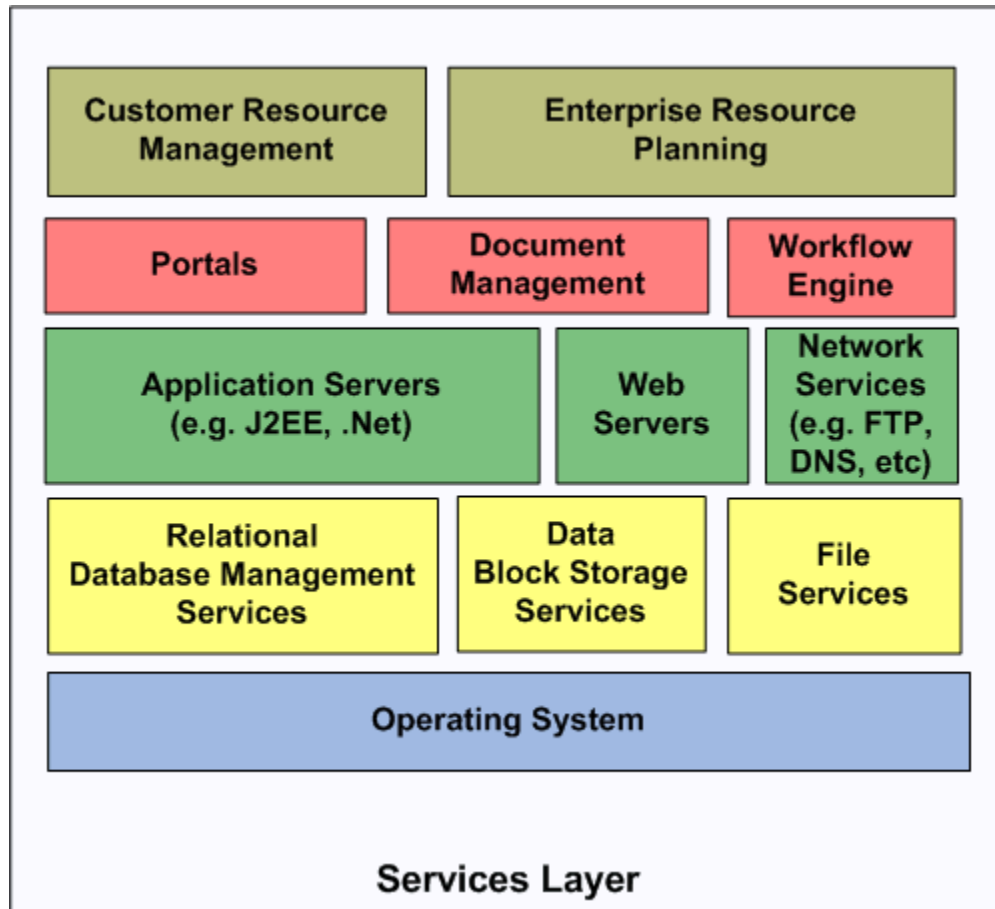 Customer Resource
Management
Enterprise Resource
Planning
Portals
Document
Management
Workflow
Engine
Application Servers
(e.g. J2EE, .Net)
Web
Servers
Network
Services
(e.g. FTP,
DNS, etc)
Relational
Database Management
Services
Data
Block Storage
Services
File
Services
Operating System
Services Layer